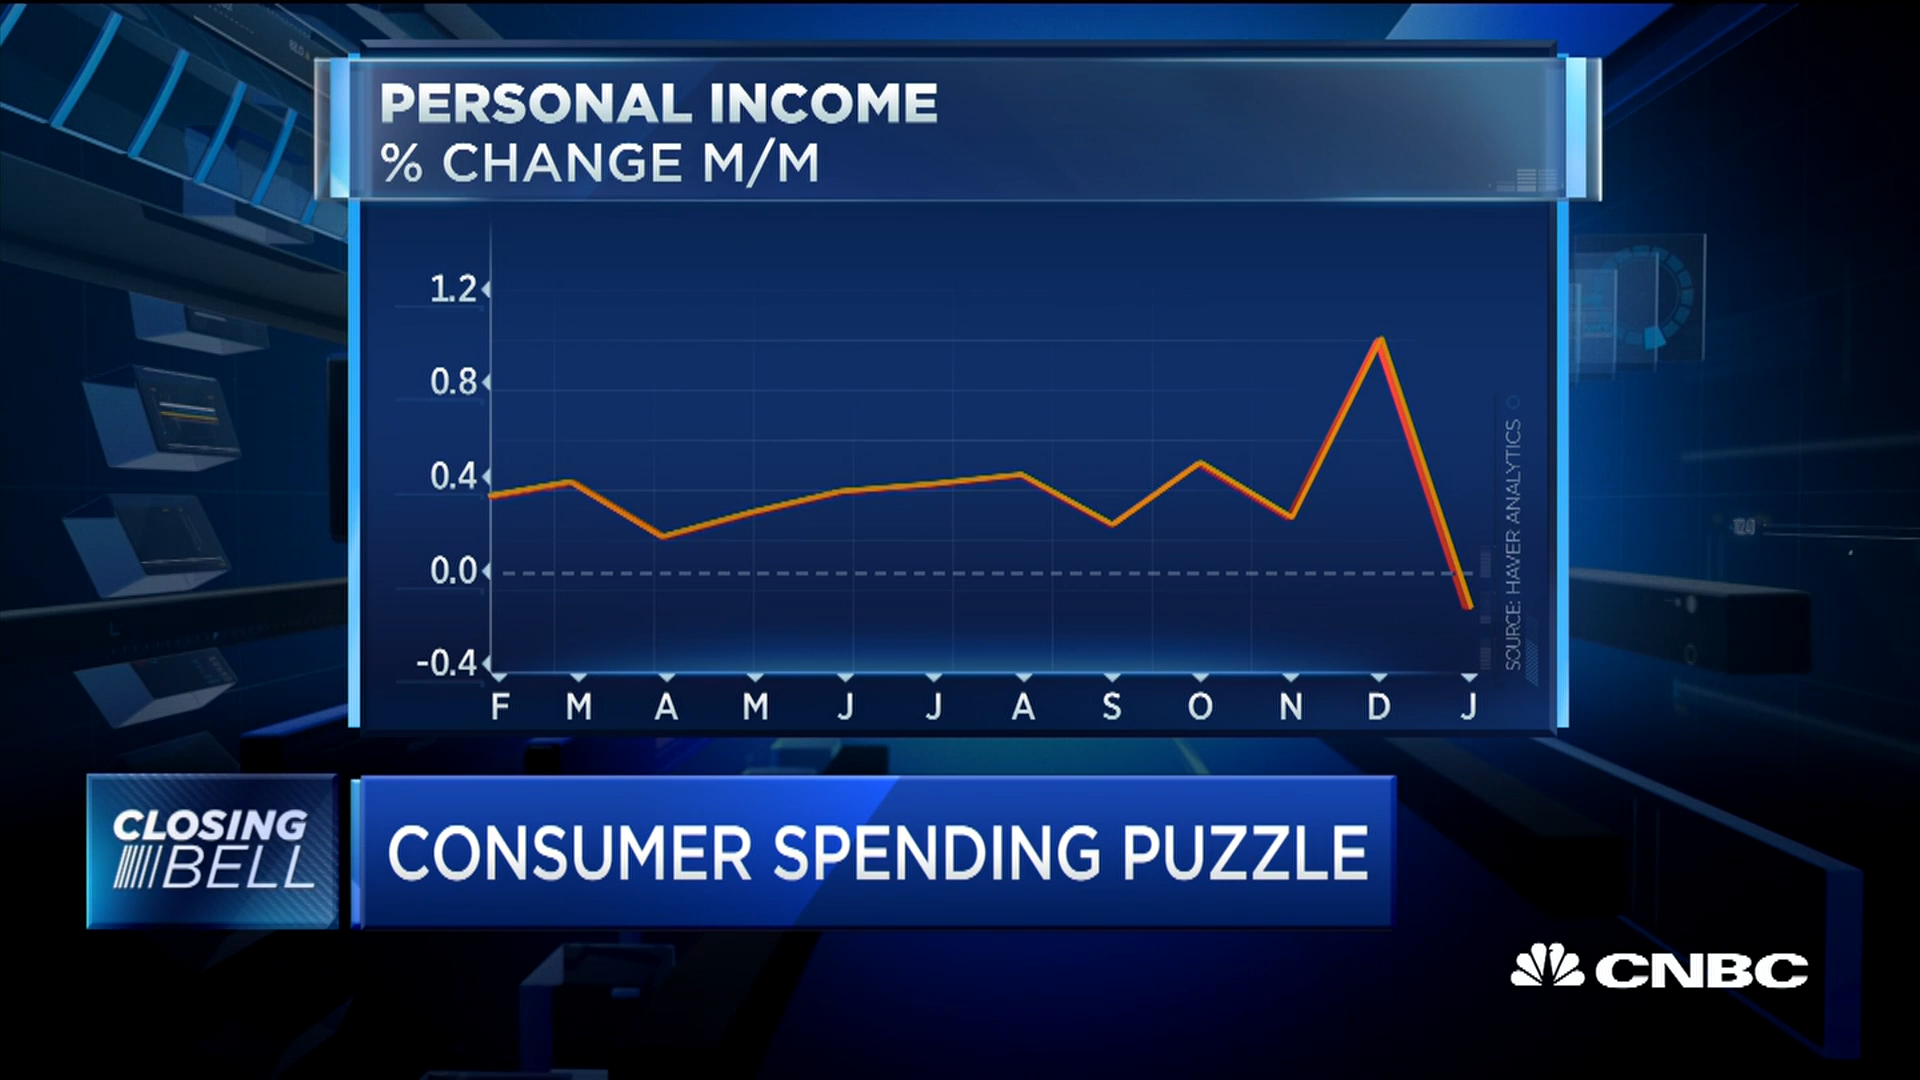 PERSONAL INCOME
% CHANGE M/M
1.2
0.8
0.4
0.0
-0.4
F M A M J J A S O N D J
SOURCE: HAVER ANALYTICS
CLOSING
BELL
CONSUMER SPENDING PUZZLE
CNBC